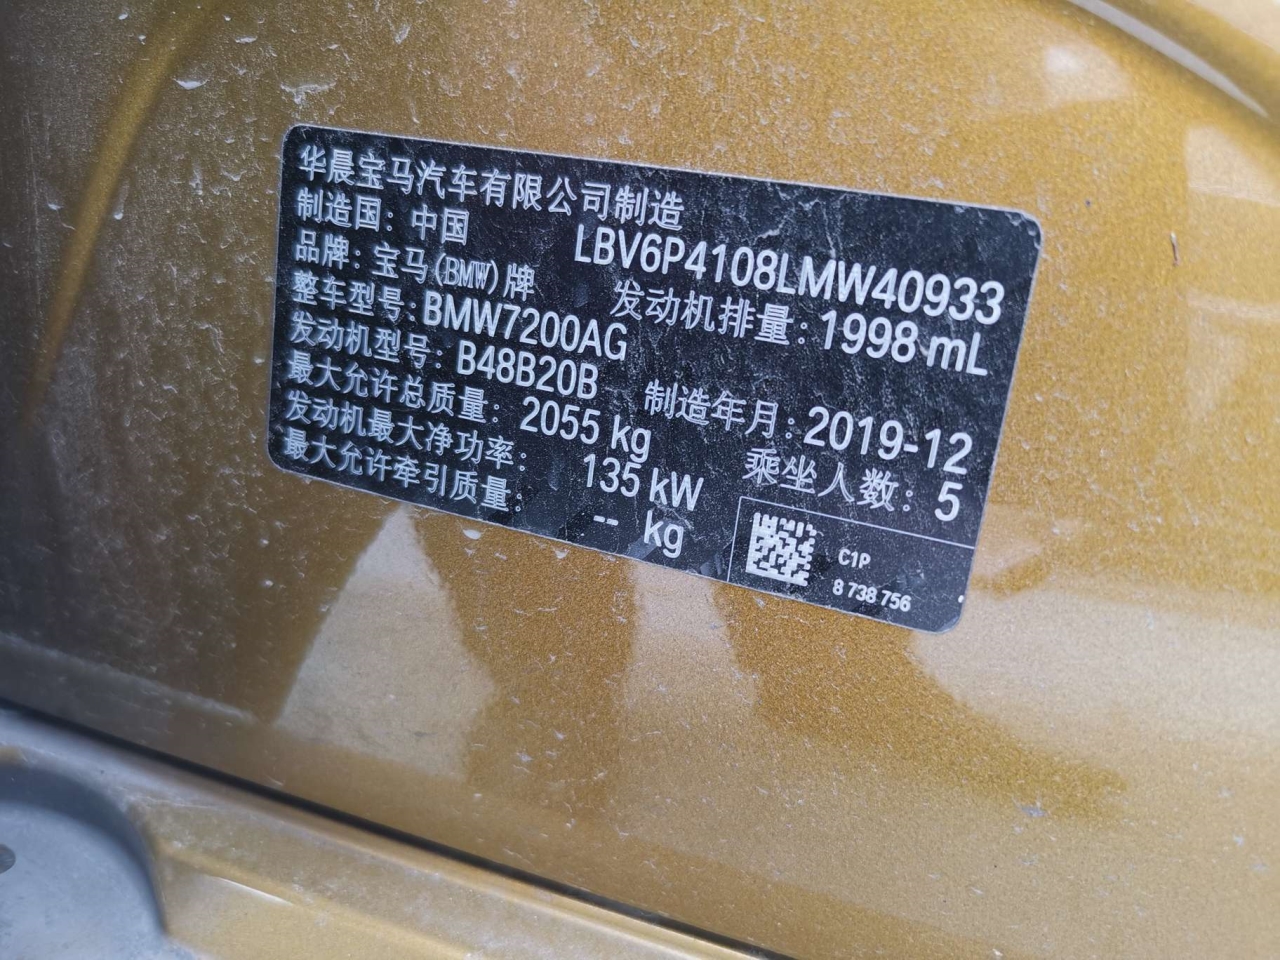 华晨宝马汽车有限公司制造
制造国：中国 LBV6P4108LMW40933
品牌：宝马(BMW)牌 发动机排量：1998 mL
整车型号：BMW7200AG
发动机型号：B48B20B 制造年月：2019-12
最大允许总质量：2055 kg 乘坐人数：5
发动机最大净功率：135 kW
最大允许牵引质量：-- kg
C1P
8 738 756